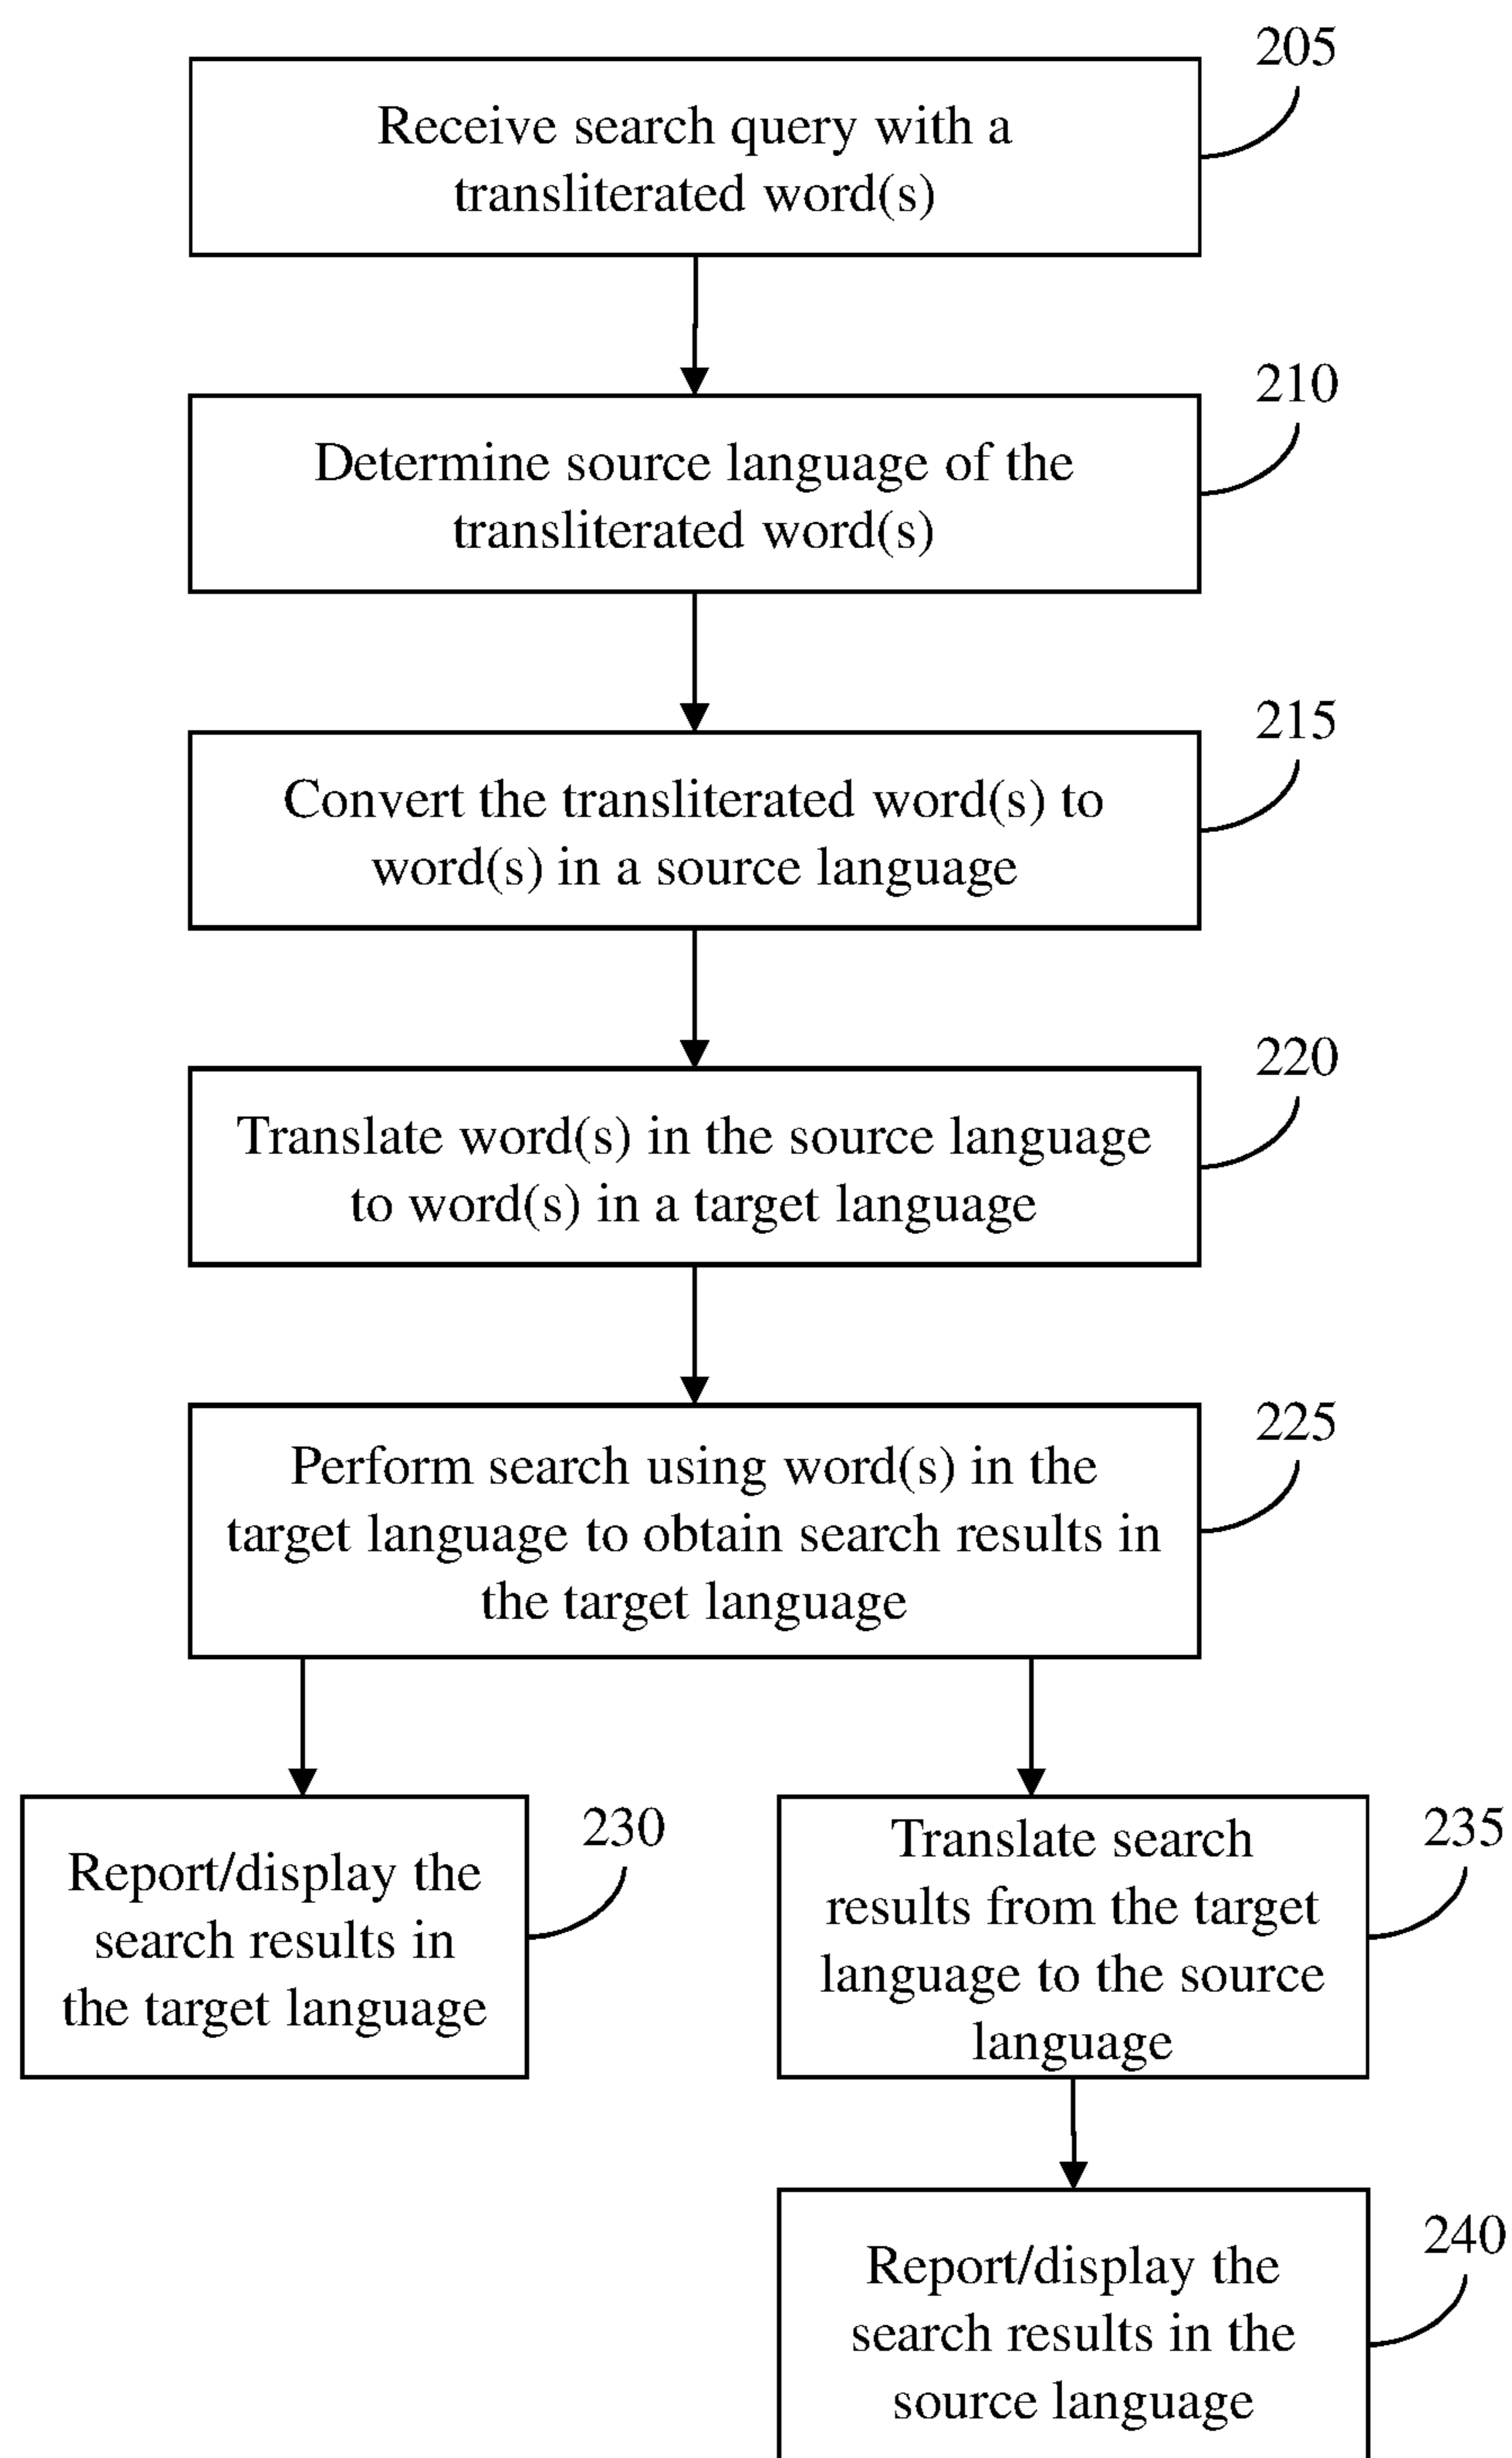 205
Receive search query with a
transliterated word(s)
210
Determine source language of the
transliterated word(s)
215
Convert the transliterated word(s) to
word(s) in a source language
220
Translate word(s) in the source language
to word(s) in a target language
225
Perform search using word(s) in the
target language to obtain search results in
the target language
230
Report/display the
search results in
the target language
235
Translate search
results from the target
language to the source
language
240
Report/display the
search results in the
source language